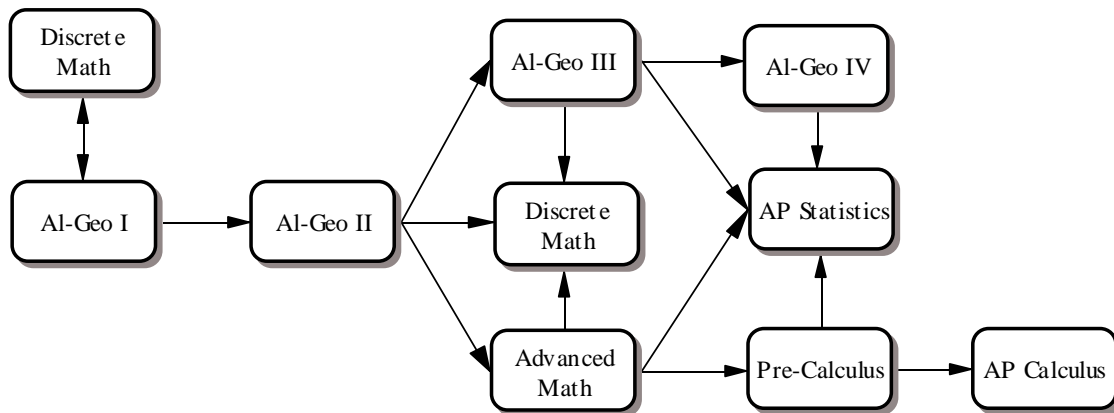 Discrete
Math
Al-Geo III
Al-Geo IV
Al-Geo I
Al-Geo II
Discrete
Math
AP Statistics
Advanced
Math
Pre-Calculus
AP Calculus